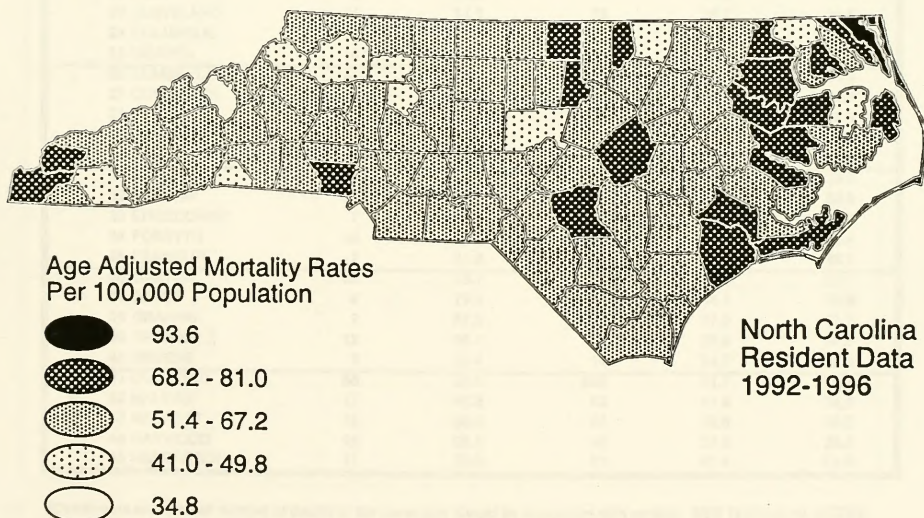 Age Adjusted Mortality Rates
Per 100,000 Population
93.6
68.2 - 81.0
51.4 - 67.2
41.0 - 49.8
34.8
North Carolina
Resident Data
1992-1996